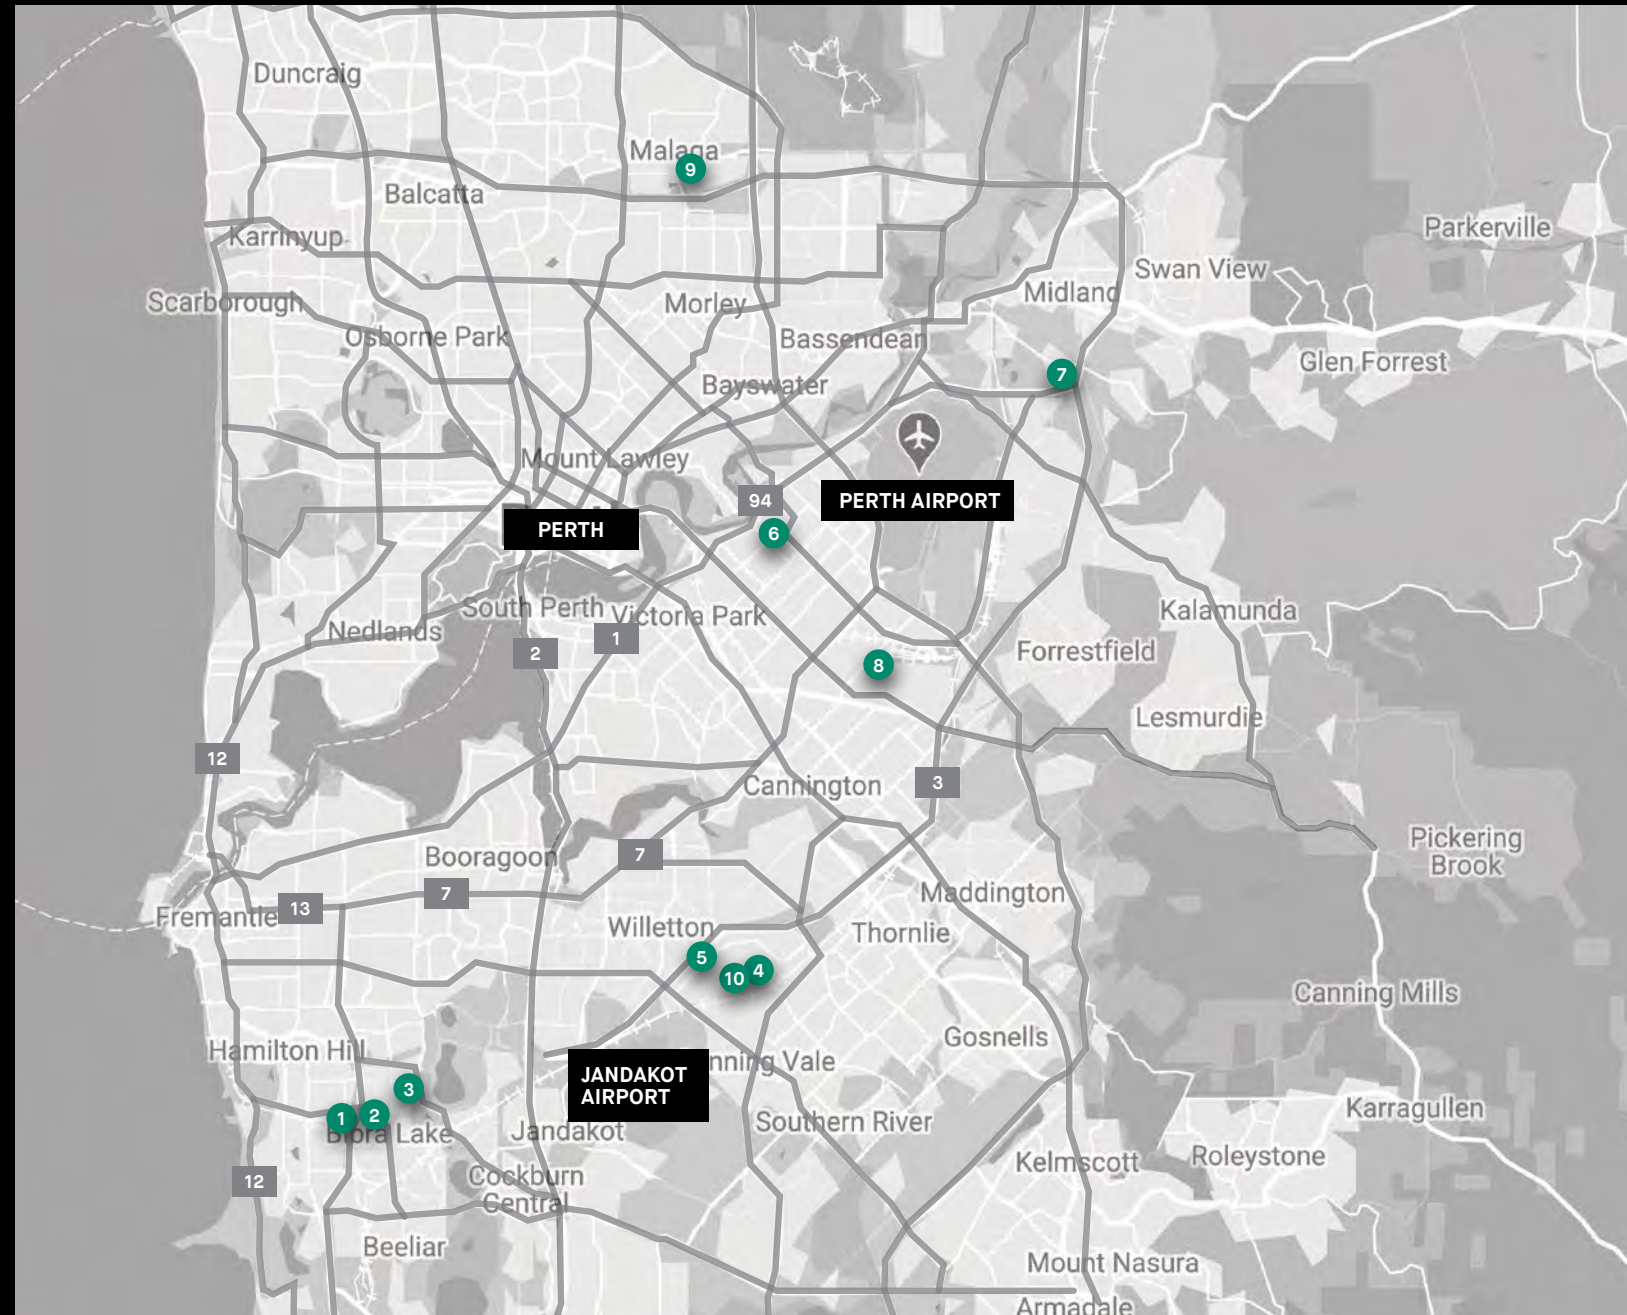 Duncraig
Malaga
9
Balcatta
Karrinyup
Parkerville
Swan View
Midland
Scarborough
Morley
Osborne Park
Bassendean
Glen Forrest
7
Bayswater
Mount Lawley
94
PERTH AIRPORT
PERTH
6
South Perth
Victoria Park
Kalamunda
Nedlands
1
2
Forrestfield
8
Lesmurdie
12
Cannington
3
Pickering
Brook
Booragoon
7
7
Maddington
13
Fremantle
Willetton
Thornlie
5
10
4
Canning Mills
Gosnells
Hamilton Hill
nning Vale
JANDAKOT
AIRPORT
3
1
2
Bibra Lake
Jandakot
Southern River
Karragullen
Kelmscott
Roleystone
12
Cockburn
Central
Beeliar
Mount Nasura
Armadale